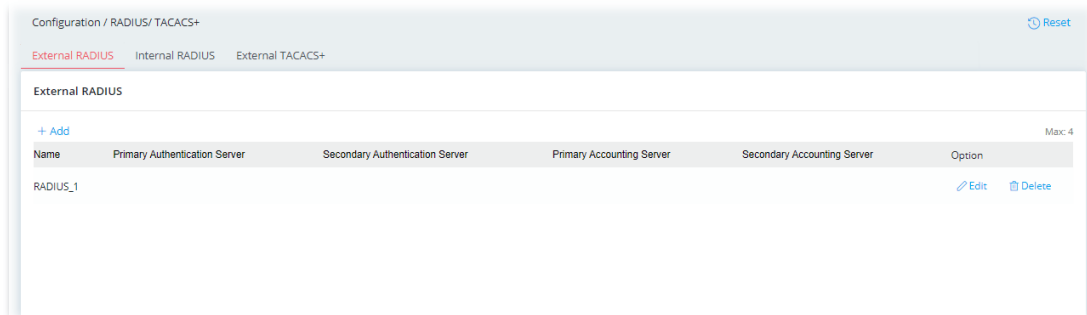 Configuration / RADIUS/ TACACS+ Reset
External RADIUS Internal RADIUS External TACACS+
External RADIUS
+ Add Max: 4
Name Primary Authentication Server Secondary Authentication Server Primary Accounting Server Secondary Accounting Server Option
RADIUS_1 Edit Delete